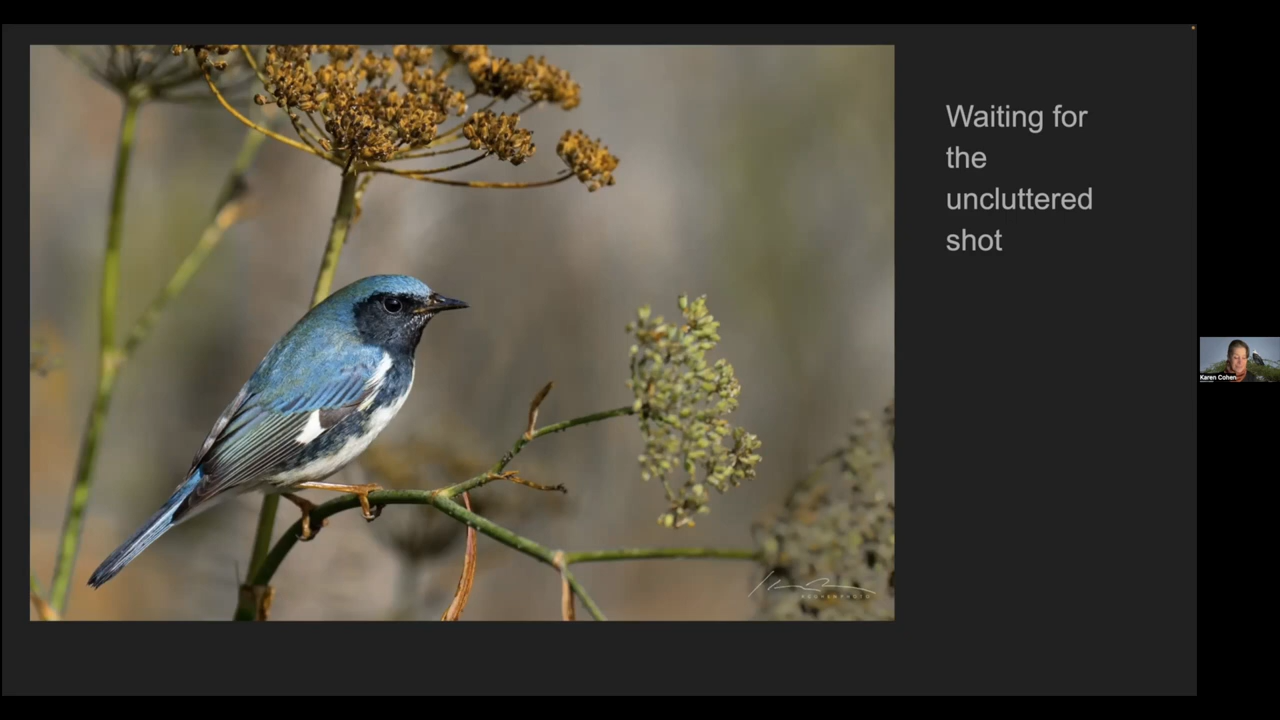 Waiting for
the
uncluttered
shot
Karen Cohen